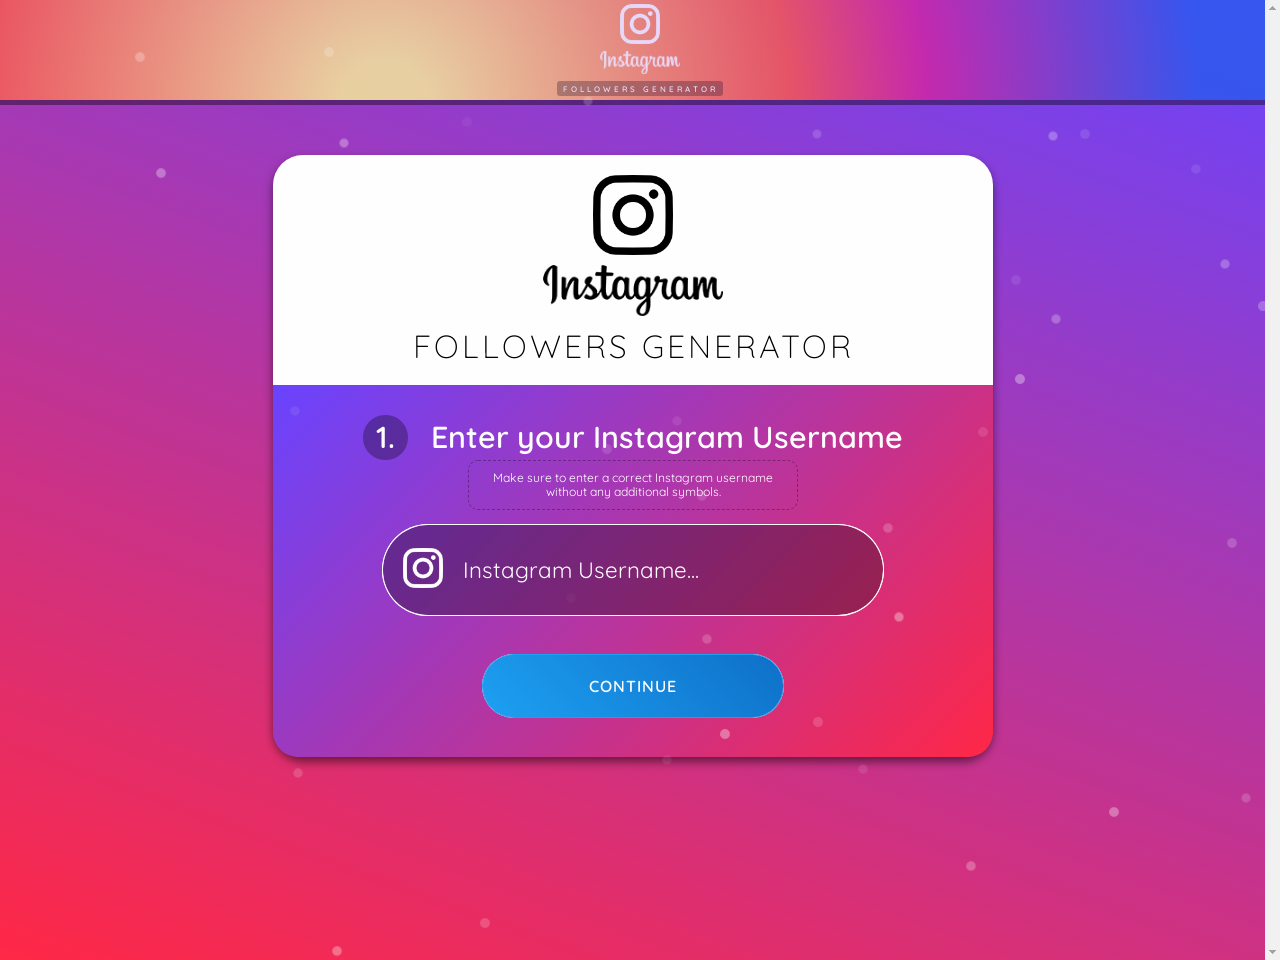 Instagram
FOLLOWERS GENERATOR
Instagram
FOLLOWERS GENERATOR
1. Enter your Instagram Username
Make sure to enter a correct Instagram username
without any additional symbols.
Instagram Username...
CONTINUE